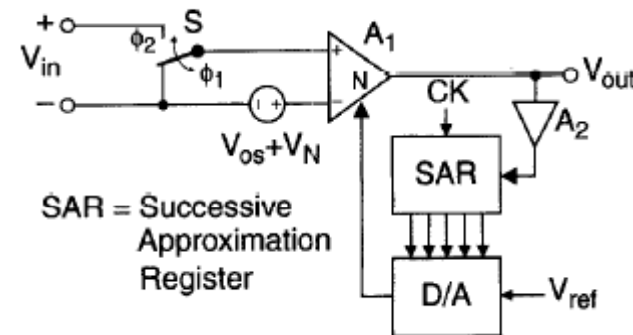 S
+
ϕ2
ϕ1
Vin
−
+
A1
N
−
Vos+VN
Vout
CK
A2
SAR
D/A
Vref
SAR = Successive
Approximation
Register